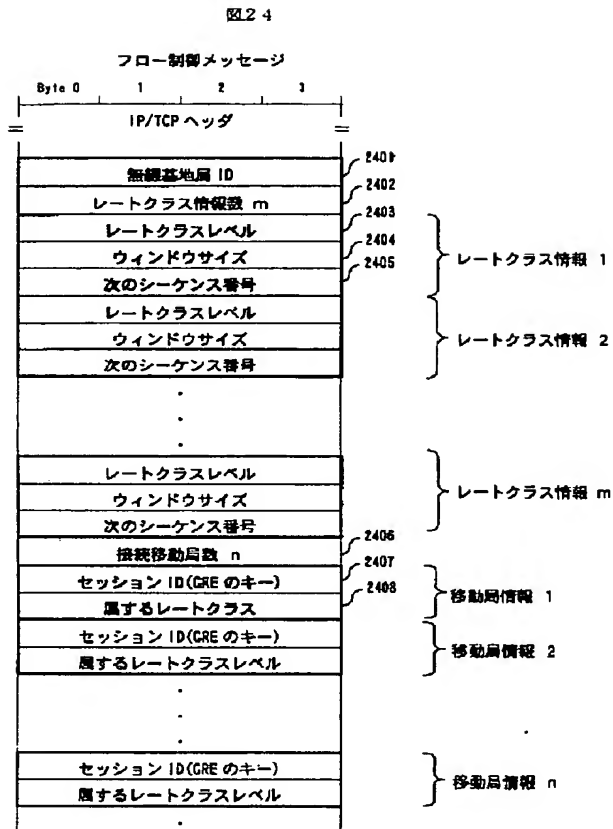 図24
フロー制御メッセージ
Byte 0 1 2 3
IP/TCP ヘッダ
無線基地局 ID 2401
レートクラス情報数 m 2402
レートクラスレベル 2403
ウィンドウサイズ 2404
次のシーケンス番号 2405
レートクラス情報 1
レートクラスレベル
ウィンドウサイズ
次のシーケンス番号
レートクラス情報 2
レートクラスレベル
ウィンドウサイズ
次のシーケンス番号
レートクラス情報 m
接続移動局数 n 2406
セッション ID(GRE のキー) 2407
属するレートクラス 2408
移動局情報 1
セッション ID(GRE のキー)
属するレートクラスレベル
移動局情報 2
セッション ID(GRE のキー)
属するレートクラスレベル
移動局情報 n